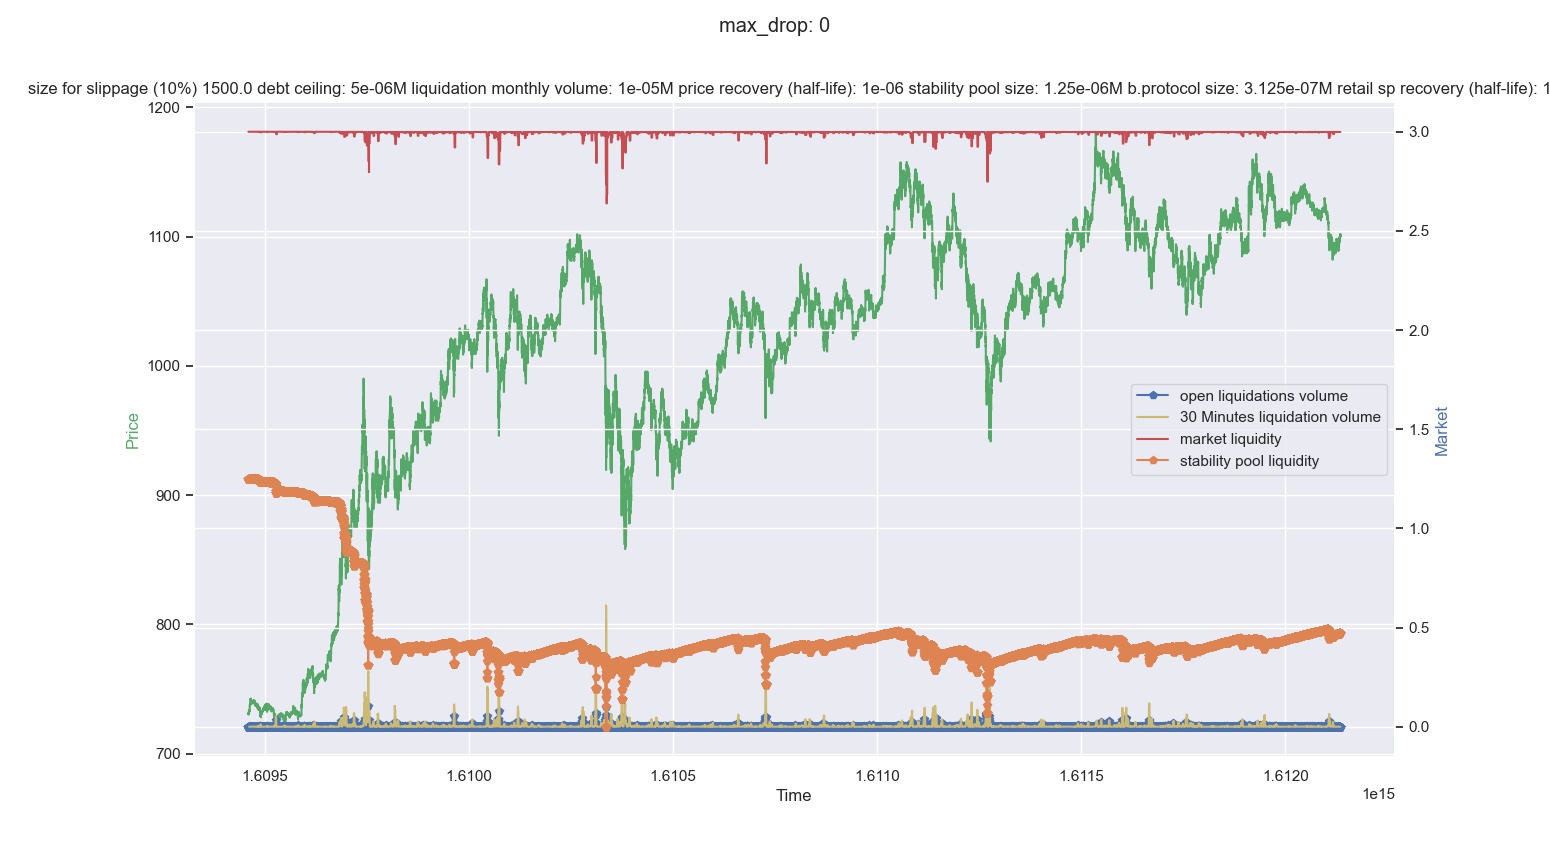 max_drop: 0
size for slippage (10%) 1500.0 debt ceiling: 5e-06M liquidation monthly volume: 1e-05M price recovery (half-life): 1e-06 stability pool size: 1.25e-06M b.protocol size: 3.125e-07M retail sp recovery (half-life): 1
1200
1100
1000
900
800
700
Price
3.0
2.5
2.0
1.5
1.0
0.5
0.0
Market
open liquidations volume
30 Minutes liquidation volume
market liquidity
stability pool liquidity
1.6095 1.6100 1.6105 1.6110 1.6115 1.6120
1e15
Time